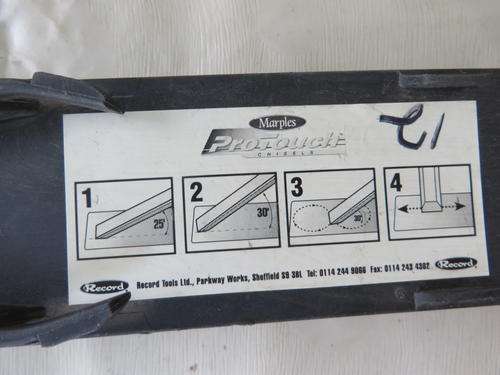 Marples
PROTOUCH
CHISELS
1 2 3 4
25° 30° 30°
Record Record Tools Ltd., Parkway Works, Sheffield S9 3BL Tel: 0114 244 9066 Fax: 0114 243 4302 Record